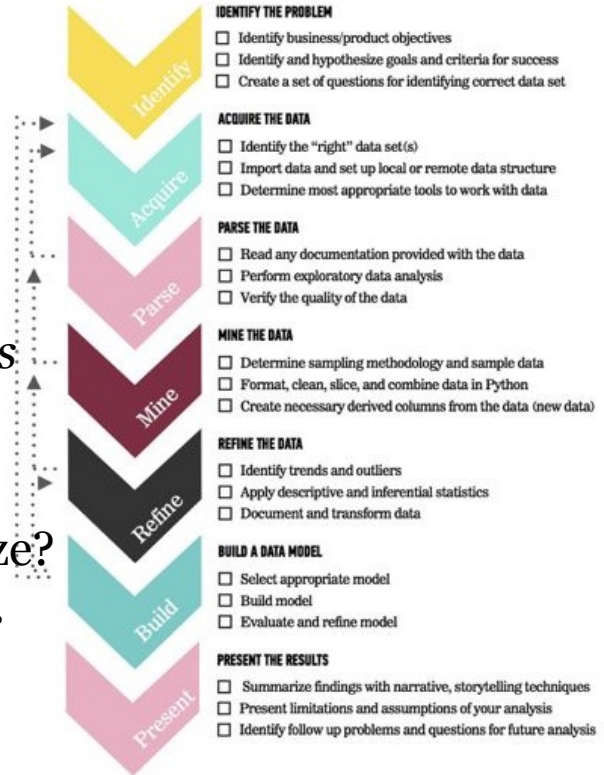 IDENTIFY THE PROBLEM
Identify
☐ Identify business/product objectives
☐ Identify and hypothesize goals and criteria for success
☐ Create a set of questions for identifying correct data set
ACQUIRE THE DATA
Acquire
☐ Identify the “right” data set(s)
☐ Import data and set up local or remote data structure
☐ Determine most appropriate tools to work with data
PARSE THE DATA
Parse
☐ Read any documentation provided with the data
☐ Perform exploratory data analysis
☐ Verify the quality of the data
s
MINE THE DATA
Mine
☐ Determine sampling methodology and sample data
☐ Format, clean, slice, and combine data in Python
☐ Create necessary derived columns from the data (new data)
REFINE THE DATA
Refine
☐ Identify trends and outliers
☐ Apply descriptive and inferential statistics
☐ Document and transform data
ze?
BUILD A DATA MODEL
Build
☐ Select appropriate model
☐ Build model
☐ Evaluate and refine model
PRESENT THE RESULTS
Present
☐ Summarize findings with narrative, storytelling techniques
☐ Present limitations and assumptions of your analysis
☐ Identify follow up problems and questions for future analysis